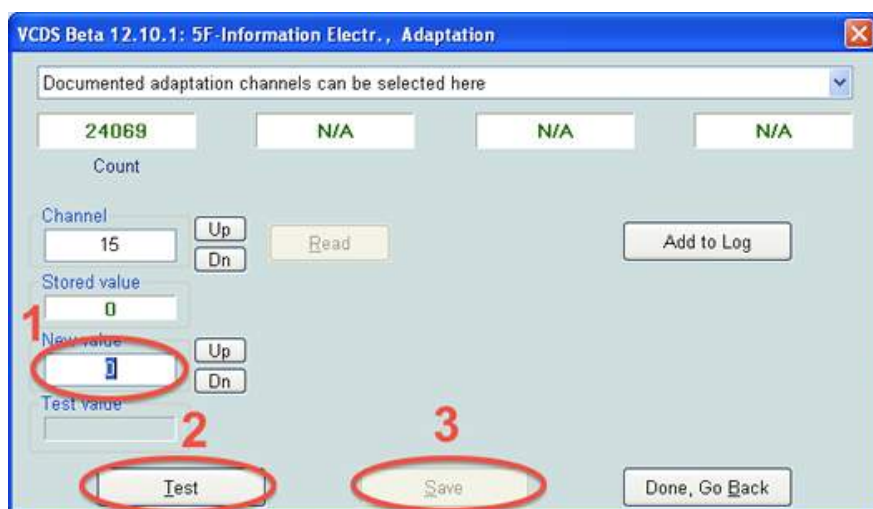 VCDS Beta 12.10.1: 5F-Information Electr., Adaptation
Documented adaptation channels can be selected here
24069 N/A N/A N/A
Count
Channel
15 Up Read Add to Log
Dn
Stored value
0
1
New value
0 Up
Dn
Test value
2 3
Test Save Done, Go Back